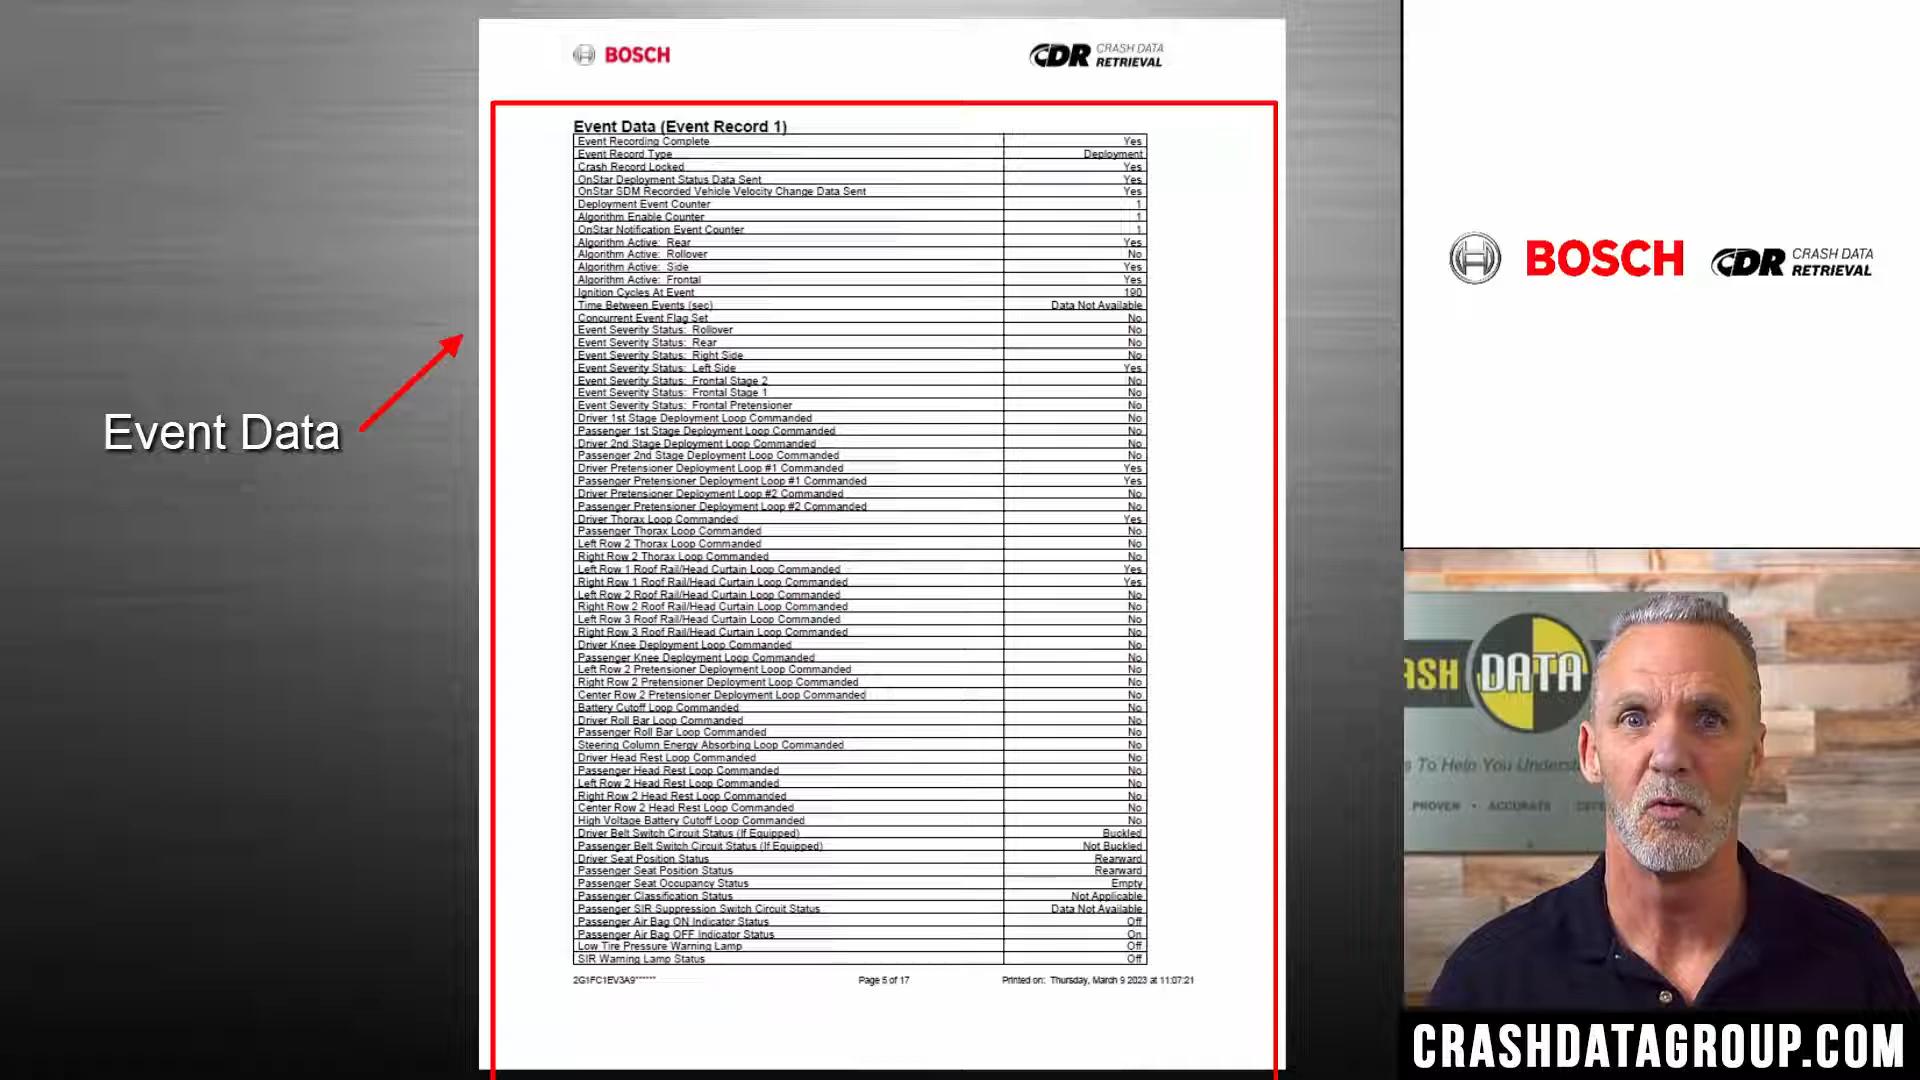 BOSCH
CDR CRASH DATA RETRIEVAL
Event Data (Event Record 1)
Event Recording Complete Yes
Event Record Type Deployment
Crash Record Locked Yes
OnStar Deployment Status Data Sent Yes
OnStar SDM Recorded Vehicle Velocity Change Data Sent Yes
Deployment Event Counter 1
Algorithm Enable Counter 1
OnStar Notification Event Counter 1
Algorithm Active: Rear Yes
Algorithm Active: Rollover No
Algorithm Active: Side Yes
Algorithm Active: Frontal Yes
Ignition Cycles At Event 190
Time Between Events (sec) Data Not Available
Concurrent Event Flag Set No
Event Severity Status: Rollover No
Event Severity Status: Rear No
Event Severity Status: Right Side No
Event Severity Status: Left Side Yes
Event Severity Status: Frontal Stage 2 No
Event Severity Status: Frontal Stage 1 No
Event Severity Status: Frontal Pretensioner No
Driver 1st Stage Deployment Loop Commanded No
Passenger 1st Stage Deployment Loop Commanded No
Driver 2nd Stage Deployment Loop Commanded No
Passenger 2nd Stage Deployment Loop Commanded No
Driver Pretensioner Deployment Loop #1 Commanded Yes
Passenger Pretensioner Deployment Loop #1 Commanded Yes
Driver Pretensioner Deployment Loop #2 Commanded No
Passenger Pretensioner Deployment Loop #2 Commanded No
Driver Thorax Loop Commanded Yes
Passenger Thorax Loop Commanded No
Left Row 2 Thorax Loop Commanded No
Right Row 2 Thorax Loop Commanded No
Left Row 1 Roof Rail/Head Curtain Loop Commanded Yes
Right Row 1 Roof Rail/Head Curtain Loop Commanded Yes
Left Row 2 Roof Rail/Head Curtain Loop Commanded No
Right Row 2 Roof Rail/Head Curtain Loop Commanded No
Left Row 3 Roof Rail/Head Curtain Loop Commanded No
Right Row 3 Roof Rail/Head Curtain Loop Commanded No
Driver Knee Deployment Loop Commanded No
Passenger Knee Deployment Loop Commanded No
Left Row 2 Pretensioner Deployment Loop Commanded No
Right Row 2 Pretensioner Deployment Loop Commanded No
Center Row 2 Pretensioner Deployment Loop Commanded No
Battery Cutoff Loop Commanded No
Driver Roll Bar Loop Commanded No
Passenger Roll Bar Loop Commanded No
Steering Column Energy Absorbing Loop Commanded No
Driver Head Rest Loop Commanded No
Passenger Head Rest Loop Commanded No
Left Row 2 Head Rest Loop Commanded No
Right Row 2 Head Rest Loop Commanded No
Center Row 2 Head Rest Loop Commanded No
High Voltage Battery Cutoff Loop Commanded No
Driver Belt Switch Circuit Status (If Equipped) Buckled
Passenger Belt Switch Circuit Status (If Equipped) Not Buckled
Driver Seat Position Status Rearward
Passenger Seat Position Status Rearward
Passenger Seat Occupancy Status Empty
Passenger Classification Status Not Applicable
Passenger SIR Suppression Switch Circuit Status Data Not Available
Passenger Air Bag ON Indicator Status Off
Passenger Air Bag OFF Indicator Status On
Low Tire Pressure Warning Lamp Off
SIR Warning Lamp Status Off
2G1FC1EV3A9****** Page 5 of 17 Printed on: Thursday, March 9 2023 at 11:07:21
Event Data
BOSCH
CDR CRASH DATA RETRIEVAL
ASH DATA
s To Help You Underst
PROVEN • ACCURATE
CRASHDATAGROUP.COM